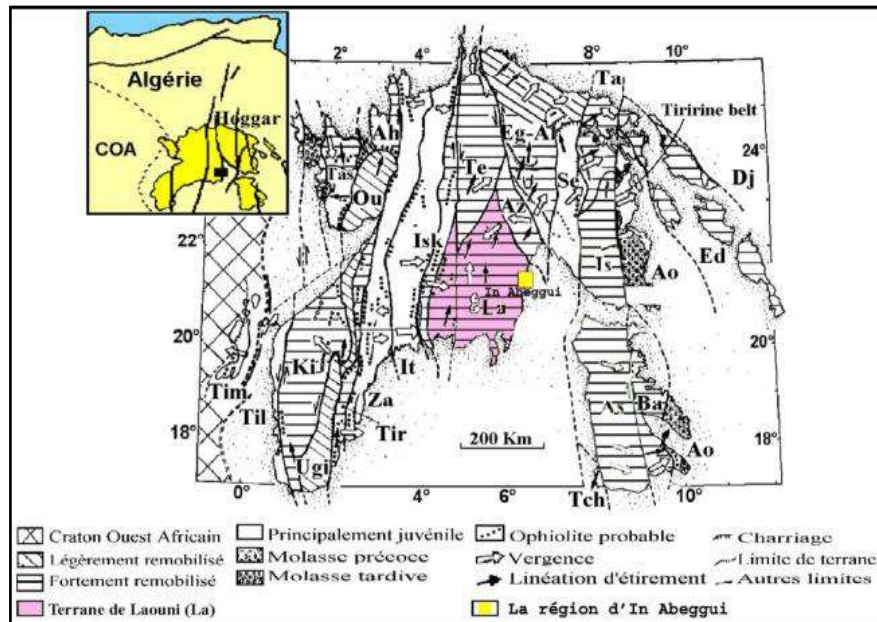 Algérie
Hoggar
COA
2° 4° 6° 8° 10°
Ta
Tiririne belt
Ah
Eg-Al
24°
Tas
Te
Se
Dj
Ou
Az
22°
Isk
Is
Ed
Ao
In Abeggui
La
20°
20°
Ki
It
Tim
Za
As
Ba
Til
Tir
18°
200 Km
Ao
18°
Ugi
Tch
0° 4° 6° 10°
Craton Ouest Africain
Principalement juvénile
Ophiolite probable
Charriage
Légèrement remobilisé
Molasse précoce
Vergence
Limite de terrane
Fortement remobilisé
Molasse tardive
Linéation d'étirement
Autres limites
Terrane de Laouni (La)
La région d'In Abeggui